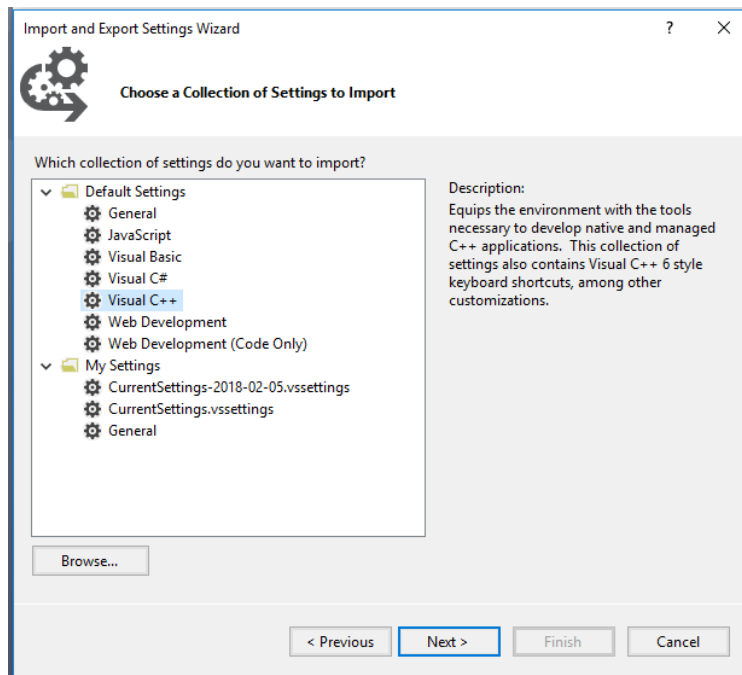 Import and Export Settings Wizard
?
Choose a Collection of Settings to Import
Which collection of settings do you want to import?
Default Settings
General
JavaScript
Visual Basic
Visual C#
Visual C++
Web Development
Web Development (Code Only)
My Settings
CurrentSettings-2018-02-05.vssettings
CurrentSettings.vssettings
General
Description:
Equips the environment with the tools
necessary to develop native and managed
C++ applications.  This collection of
settings also contains Visual C++ 6 style
keyboard shortcuts, among other
customizations.
Browse...
< Previous
Next >
Finish
Cancel